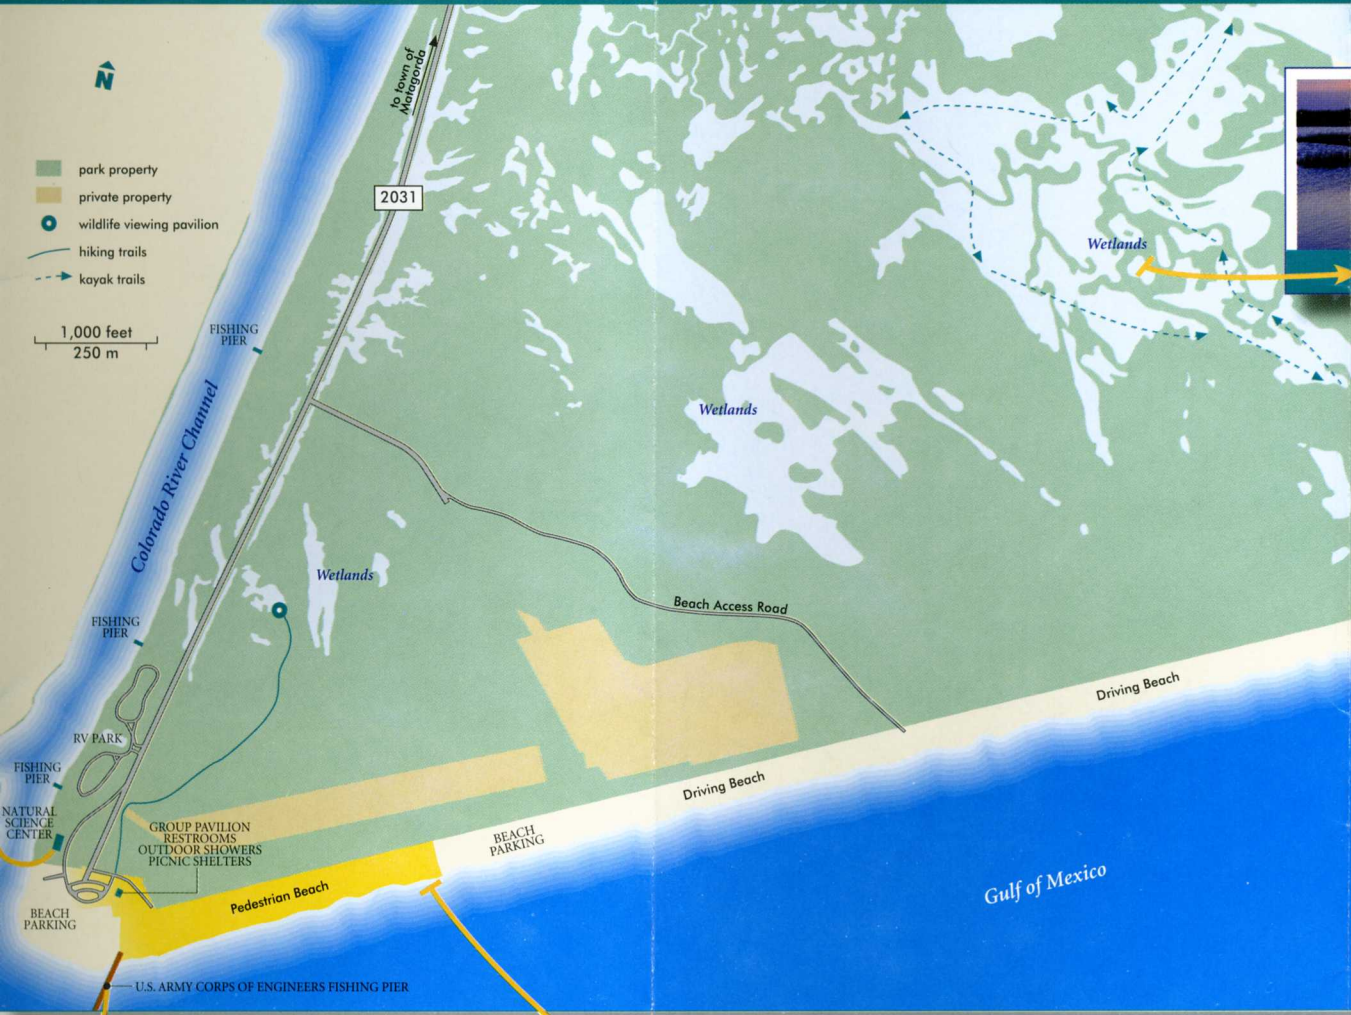 N
to town of
Matagorda
park property
2031
private property
wildlife viewing pavilion
hiking trails
kayak trails
Wetlands
1,000 feet
250 m
FISHING
PIER
Colorado River Channel
Wetlands
Wetlands
Beach Access Road
FISHING
PIER
Driving Beach
RV PARK
FISHING
PIER
Driving Beach
NATURAL
SCIENCE
CENTER
GROUP PAVILION
RESTROOMS
OUTDOOR SHOWERS
PICNIC SHELTERS
BEACH
PARKING
Gulf of Mexico
Pedestrian Beach
BEACH
PARKING
U.S. ARMY CORPS OF ENGINEERS FISHING PIER